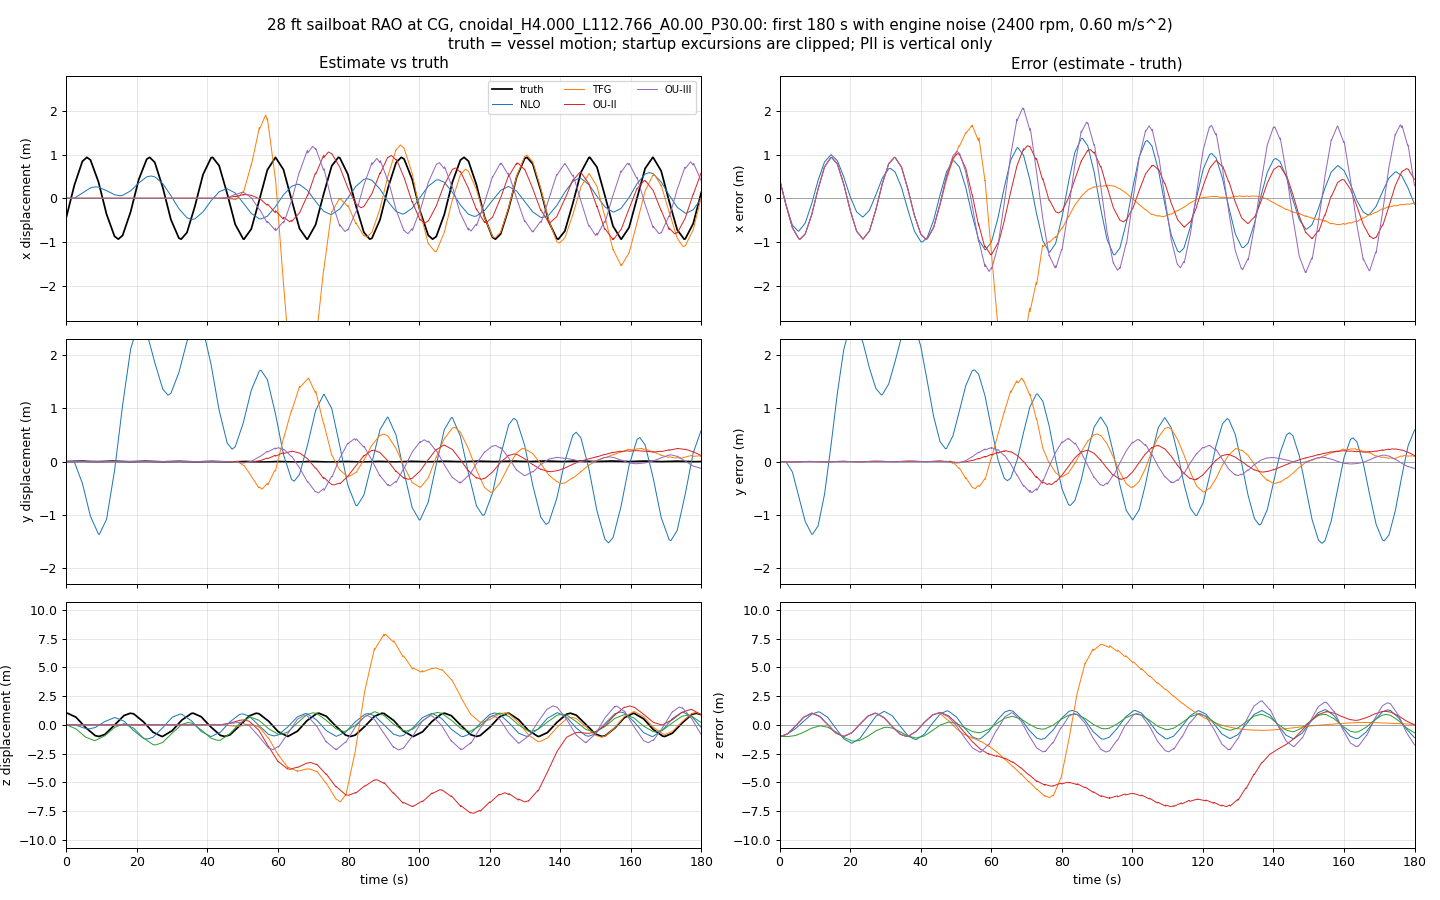 28 ft sailboat RAO at CG, cnoidal_H4.000_L112.766_A0.00_P30.00: first 180 s with engine noise (2400 rpm, 0.60 m/s^2)
truth = vessel motion; startup excursions are clipped; PII is vertical only
Estimate vs truth
Error (estimate - truth)
truth
NLO
TFG
OU-II
OU-III
x displacement (m)
2
1
0
−1
−2
x error (m)
2
1
0
−1
−2
y displacement (m)
2
1
0
−1
−2
y error (m)
2
1
0
−1
−2
z displacement (m)
10.0
7.5
5.0
2.5
0.0
−2.5
−5.0
−7.5
−10.0
0 20 40 60 80 100 120 140 160 180
time (s)
z error (m)
10.0
7.5
5.0
2.5
0.0
−2.5
−5.0
−7.5
−10.0
0 20 40 60 80 100 120 140 160 180
time (s)